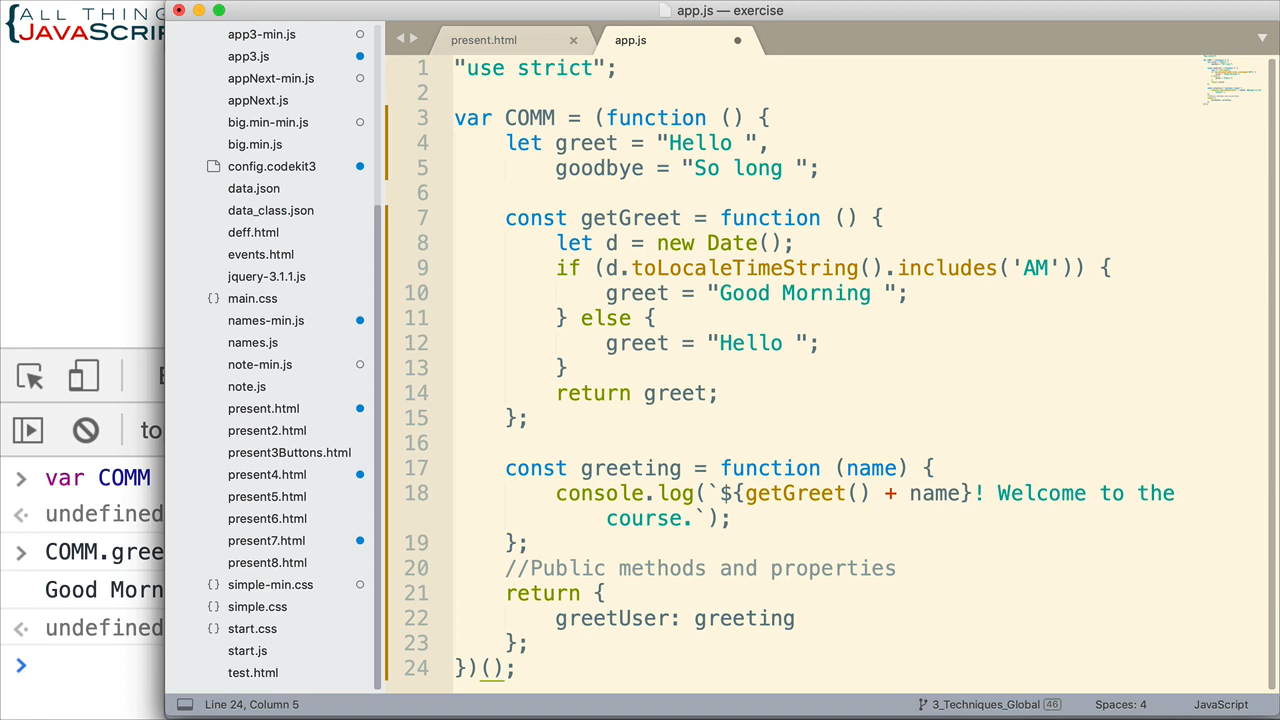 {ALL THIN
JAVASCRI
app.js — exercise
present.html ×
app.js
app3-min.js
app3.js
appNext-min.js
appNext.js
big.min-min.js
big.min.js
config.codekit3
data.json
data_class.json
deff.html
events.html
jquery-3.1.1.js
{} main.css
names-min.js
names.js
note-min.js
note.js
present.html
present2.html
present3Buttons.html
present4.html
present5.html
present6.html
present7.html
present8.html
{} simple-min.css
{} simple.css
{} start.css
start.js
test.html
1 "use strict";
2
3 var COMM = (function () {
4     let greet = "Hello ",
5         goodbye = "So long ";
6
7     const getGreet = function () {
8         let d = new Date();
9         if (d.toLocaleTimeString().includes('AM')) {
10             greet = "Good Morning ";
11         } else {
12             greet = "Hello ";
13         }
14         return greet;
15     };
16
17     const greeting = function (name) {
18         console.log(`${getGreet() + name}! Welcome to the
            course.`);
19     };
20     //Public methods and properties
21     return {
22         greetUser: greeting
23     };
24 })();
to
> var COMM
undefined
> COMM.gree
Good Morn
undefined
>
Line 24, Column 5
3_Techniques_Global 46
Spaces: 4
JavaScript